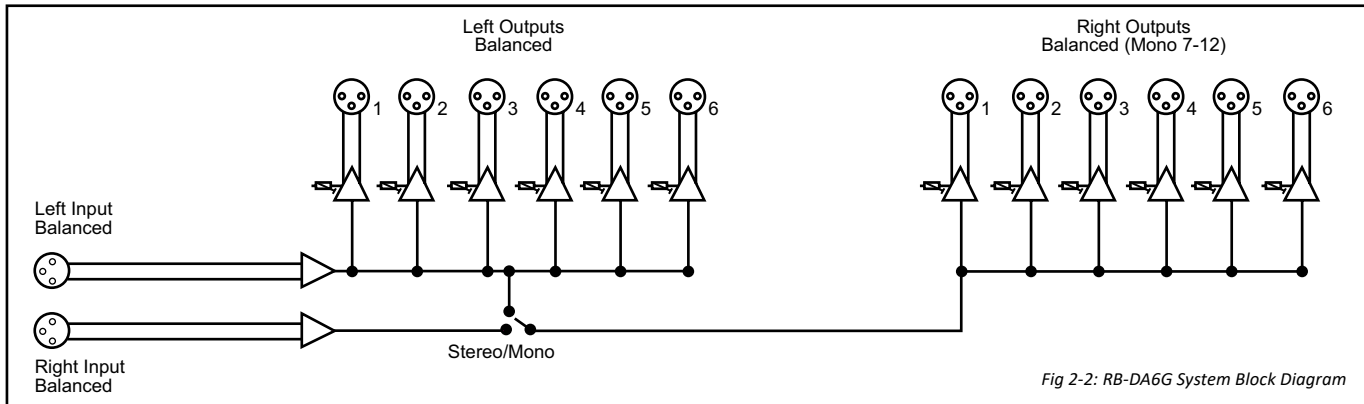 Left Outputs
Balanced
Right Outputs
Balanced (Mono 7-12)
1 2 3 4 5 6
1 2 3 4 5 6
Left Input
Balanced
Stereo/Mono
Right Input
Balanced
Fig 2-2: RB-DA6G System Block Diagram